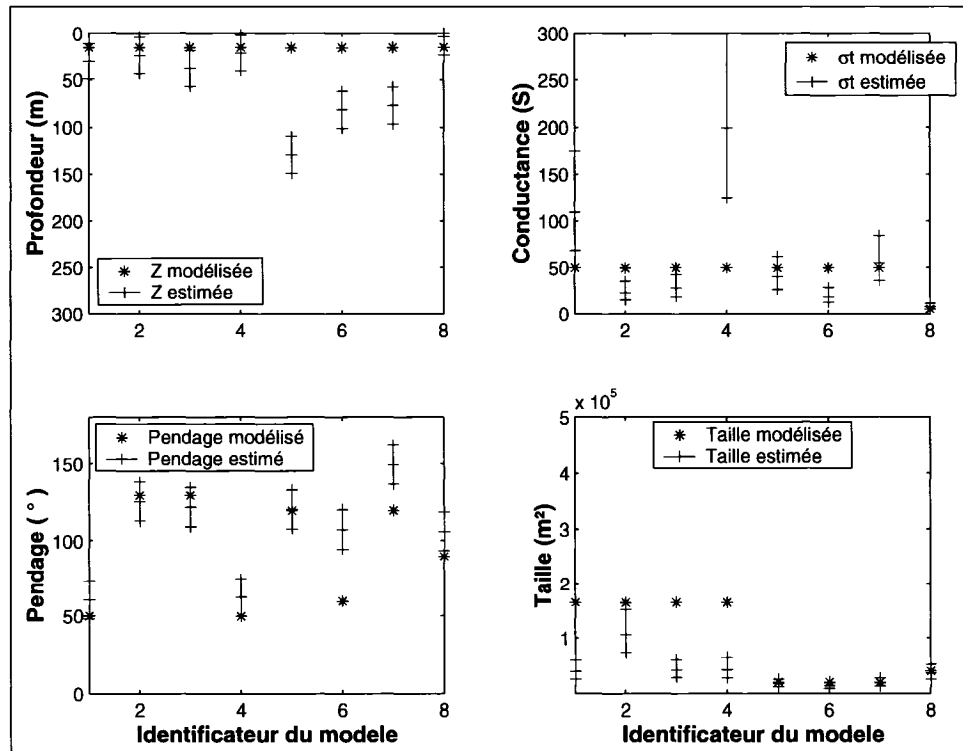 0
50
100
150
200
250
300
Profondeur (m)
Z modélisée
Z estimée
2
4
6
8
300
250
200
150
100
50
0
Conductance (S)
σt modélisée
σt estimée
2
4
6
8
150
100
50
0
Pendage ( ° )
Pendage modélisé
Pendage estimé
2
4
6
8
Identificateur du modele
x 10⁵
5
4
3
2
1
Taille (m²)
Taille modélisée
Taille estimée
2
4
6
8
Identificateur du modele